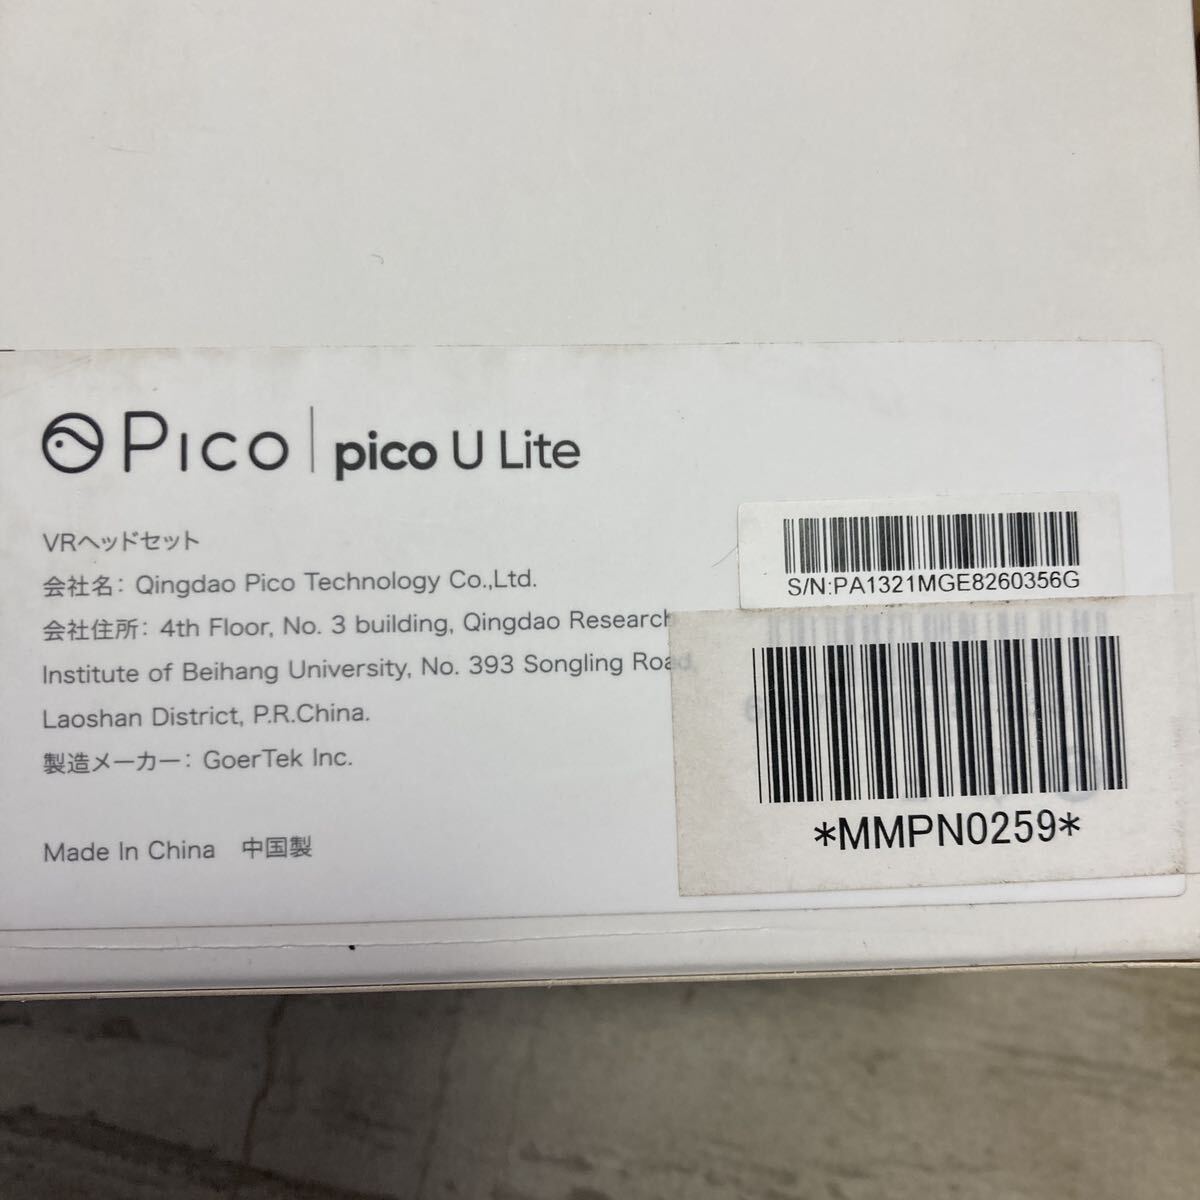 Pico | pico U Lite
VRヘッドセット
会社名: Qingdao Pico Technology Co.,Ltd.
会社住所: 4th Floor, No. 3 building, Qingdao Research
Institute of Beihang University, No. 393 Songling Road,
Laoshan District, P.R.China.
製造メーカー: GoerTek Inc.
Made In China 中国製
S/N:PA1321MGE8260356G
*MMPN0259*